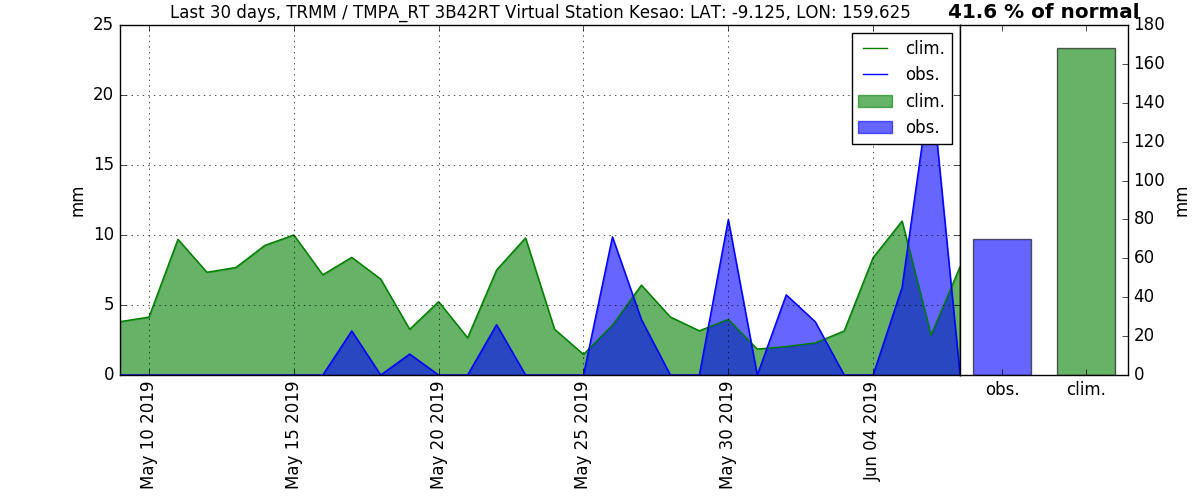 Last 30 days, TRMM / TMPA_RT 3B42RT Virtual Station Kesao: LAT: -9.125, LON: 159.625
41.6 % of normal
25
20
15
10
5
0
mm
clim.
obs.
clim.
obs.
May 10 2019
May 15 2019
May 20 2019
May 25 2019
May 30 2019
Jun 04 2019
180
160
140
120
100
80
60
40
20
0
mm
obs.
clim.